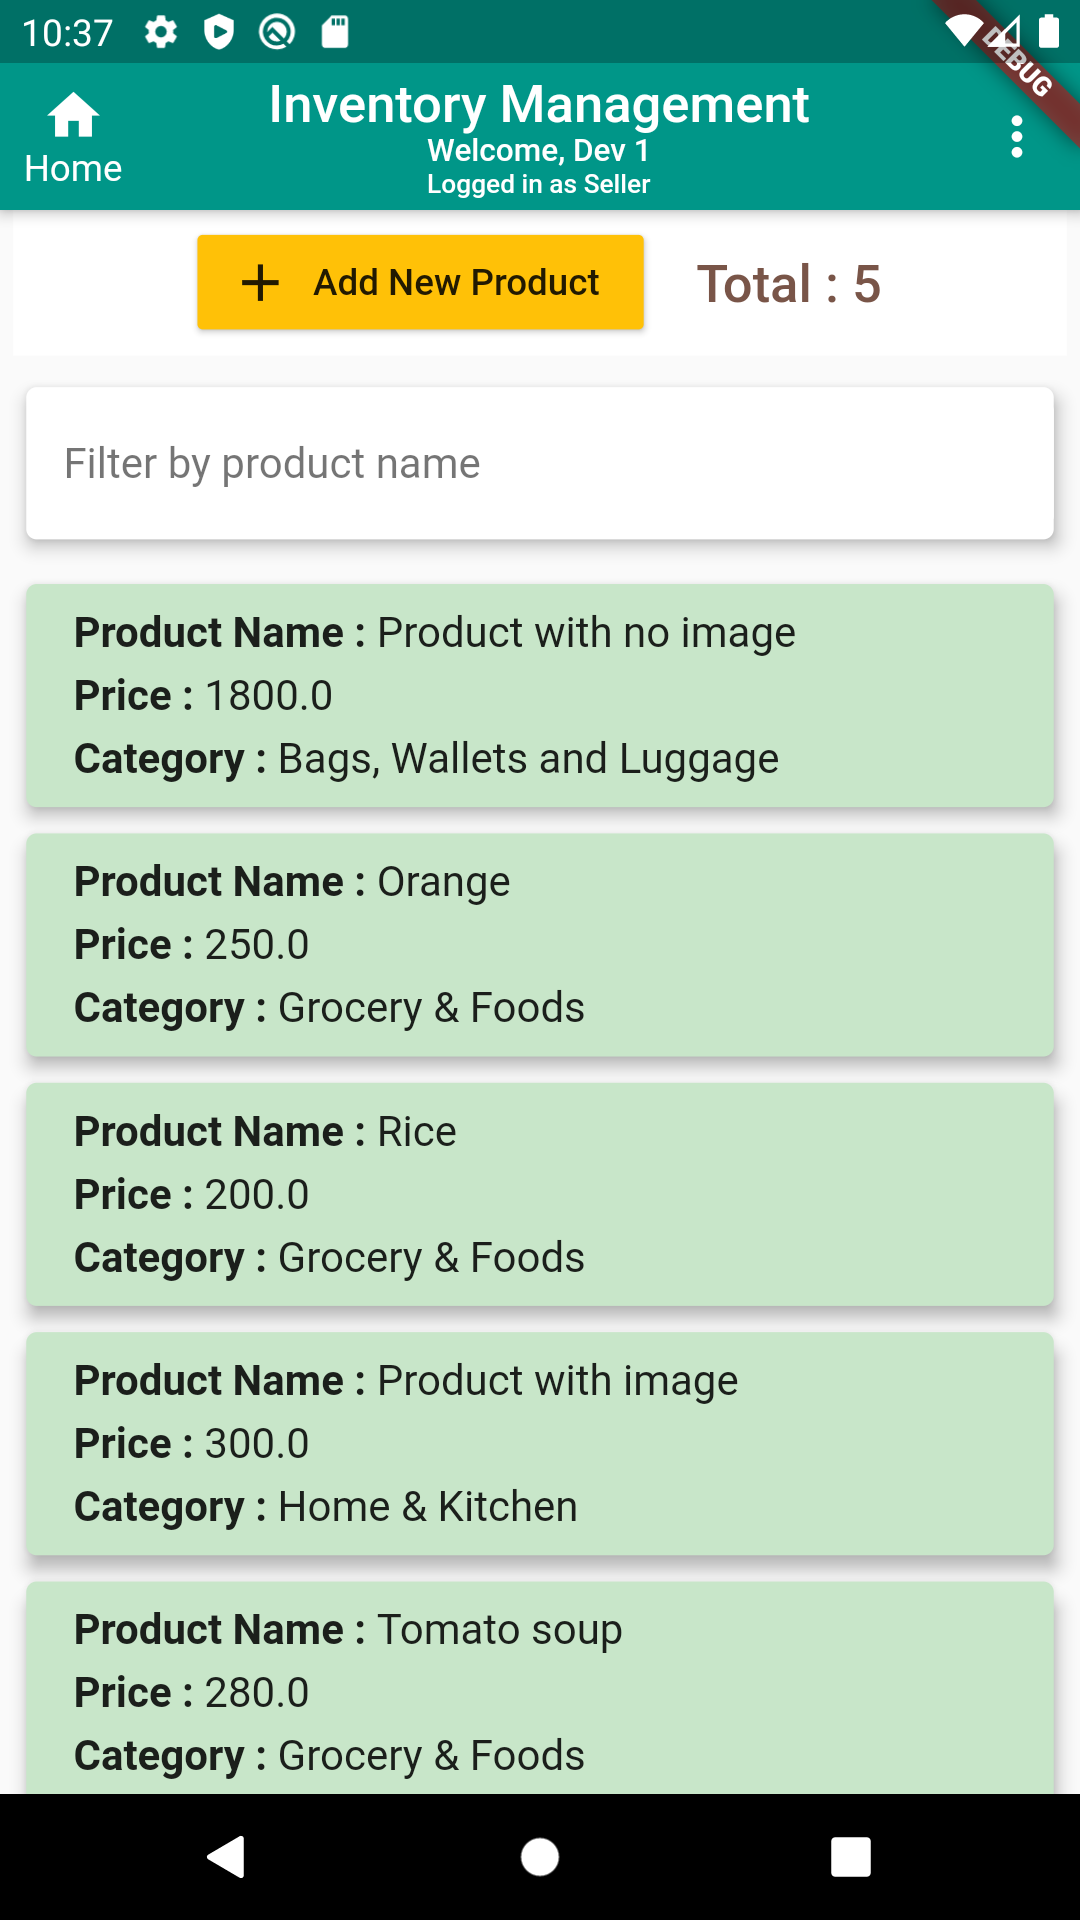 10:37
DEBUG
Home
Inventory Management
Welcome, Dev 1
Logged in as Seller
Add New Product
Total : 5
Filter by product name
Product Name : Product with no image
Price : 1800.0
Category : Bags, Wallets and Luggage
Product Name : Orange
Price : 250.0
Category : Grocery & Foods
Product Name : Rice
Price : 200.0
Category : Grocery & Foods
Product Name : Product with image
Price : 300.0
Category : Home & Kitchen
Product Name : Tomato soup
Price : 280.0
Category : Grocery & Foods